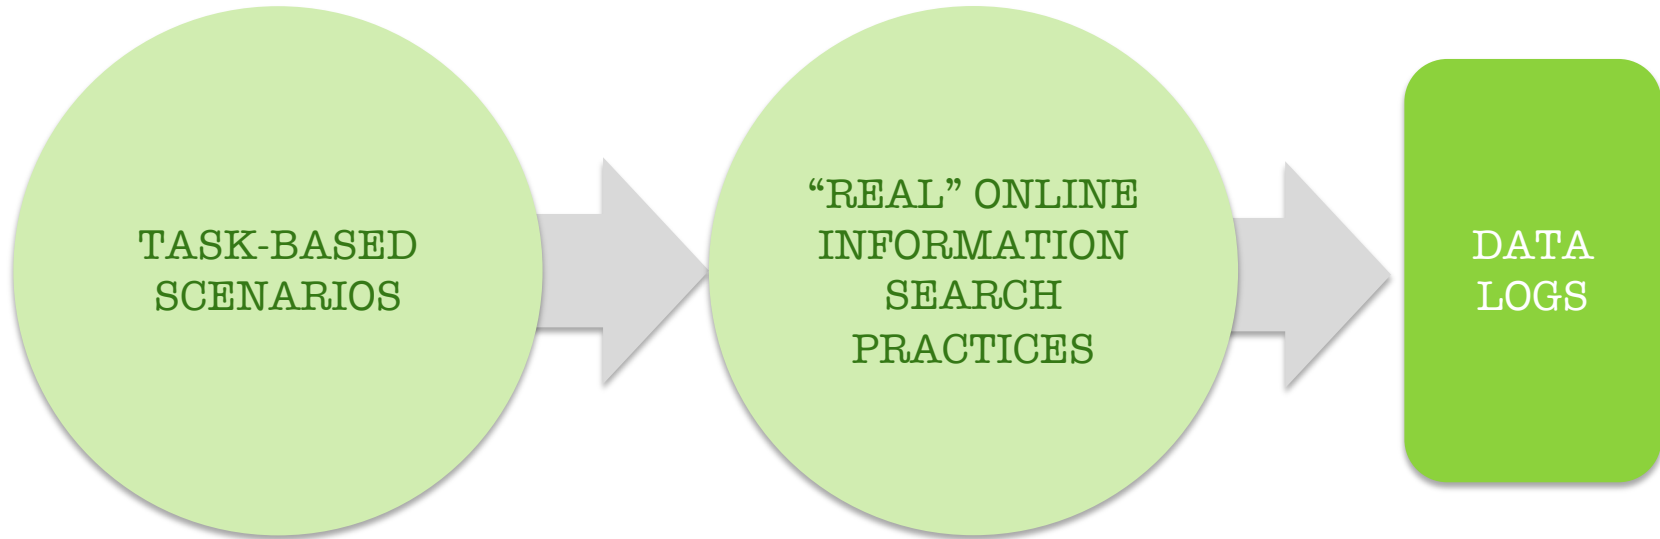 TASK-BASED
SCENARIOS
“REAL” ONLINE
INFORMATION
SEARCH
PRACTICES
DATA
LOGS